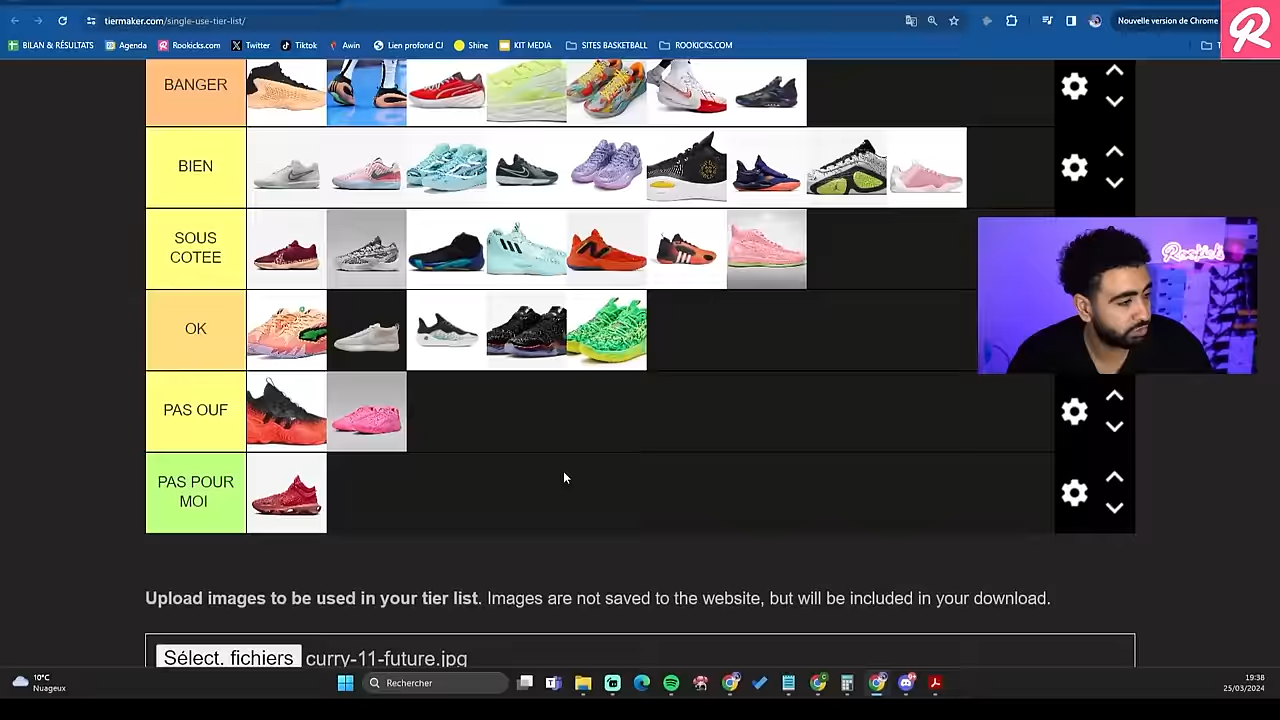 tiermaker.com/single-use-tier-list/
Nouvelle version de Chrome
BILAN & RÉSULTATS Agenda Rookicks.com Twitter Tiktok Awin Lien profond CJ Shine KIT MEDIA SITES BASKETBALL ROOKICKS.COM
R
BANGER
BIEN
SOUS
COTEE
Rookicks
OK
PAS OUF
PAS POUR
MOI
Upload images to be used in your tier list. Images are not saved to the website, but will be included in your download.
Sélect. fichiers curry-11-future.jpg
10°C
Nuageux
Rechercher
19:38
25/03/2024